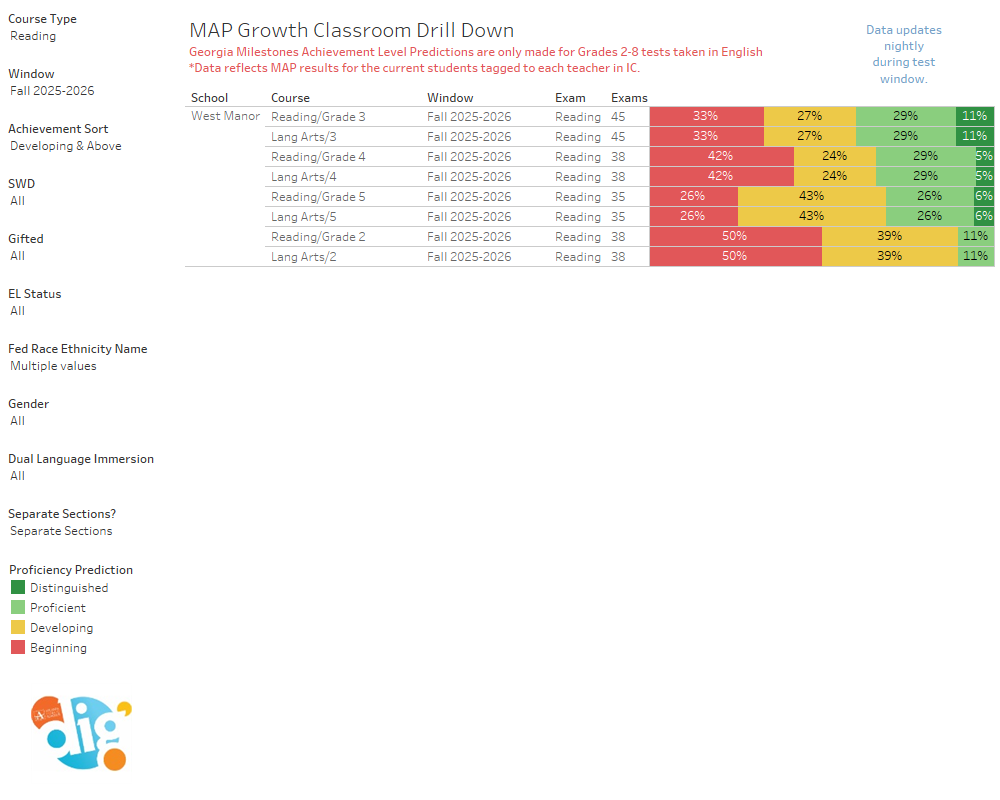 Course Type
Reading
Window
Fall 2025-2026
Achievement Sort
Developing & Above
SWD
All
Gifted
All
EL Status
All
Fed Race Ethnicity Name
Multiple values
Gender
All
Dual Language Immersion
All
Separate Sections?
Separate Sections
Proficiency Prediction
Distinguished
Proficient
Developing
Beginning
dig
MAP Growth Classroom Drill Down
Georgia Milestones Achievement Level Predictions are only made for Grades 2-8 tests taken in English
*Data reflects MAP results for the current students tagged to each teacher in IC.
Data updates
nightly
during test
window.
School Course Window Exam Exams
West Manor Reading/Grade 3 Fall 2025-2026 Reading 45 33% 27% 29% 11%
Lang Arts/3 Fall 2025-2026 Reading 45 33% 27% 29% 11%
Reading/Grade 4 Fall 2025-2026 Reading 38 42% 24% 29% 5%
Lang Arts/4 Fall 2025-2026 Reading 38 42% 24% 29% 5%
Reading/Grade 5 Fall 2025-2026 Reading 35 26% 43% 26% 6%
Lang Arts/5 Fall 2025-2026 Reading 35 26% 43% 26% 6%
Reading/Grade 2 Fall 2025-2026 Reading 38 50% 39% 11%
Lang Arts/2 Fall 2025-2026 Reading 38 50% 39% 11%